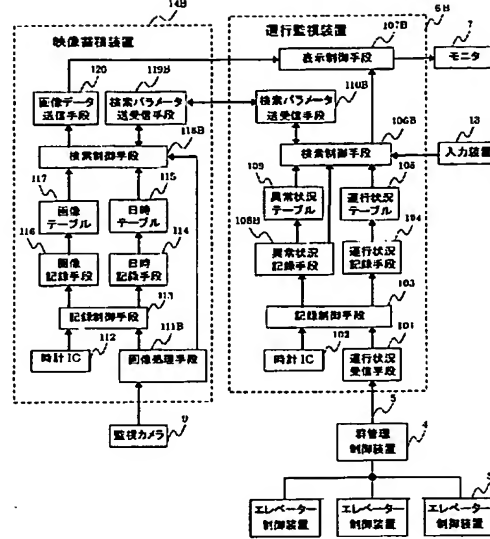 14B
映像監視装置
120
119B
画像データ
送信手段
検索パラメータ
送受信手段
118B
検索制御手段
117
115
画像
テーブル
日時
テーブル
116
114
画像
記録手段
日時
記録手段
113
記録制御手段
111B
時計IC
112
画像処理手段
9
監視カメラ
6B
運行監視装置
107B
表示制御手段
7
モニタ
110B
検索パラメータ
送受信手段
106B
検索制御手段
13
入力装置
109
105
異常状況
テーブル
運行状況
テーブル
108B
104
異常状況
記録手段
運行状況
記録手段
103
記録制御手段
102
101
時計IC
運行状況
受信手段
5
4
群管理
制御装置
3
エレベーター
制御装置
エレベーター
制御装置
エレベーター
制御装置